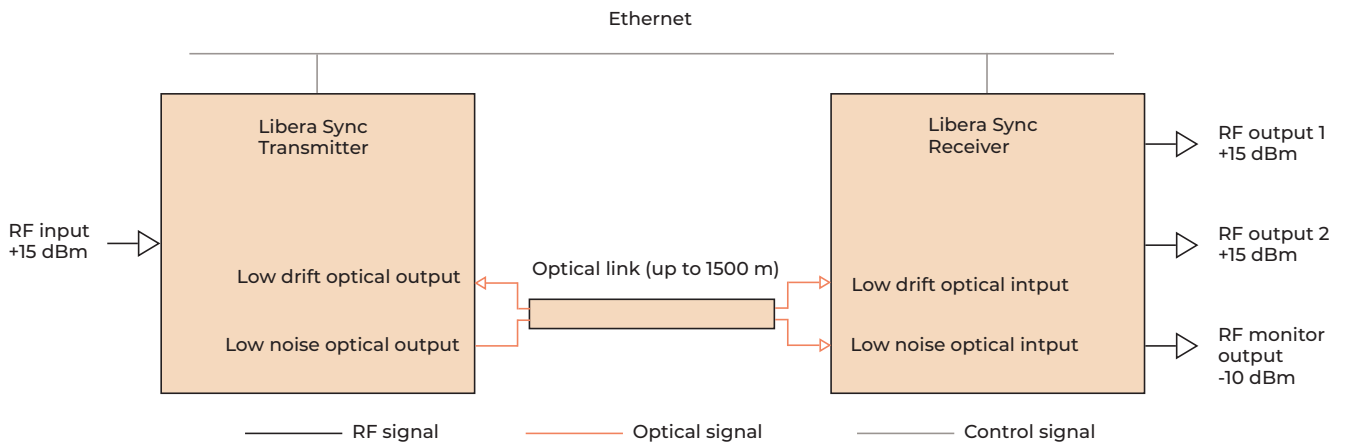 Ethernet
Libera Sync
Transmitter
Libera Sync
Receiver
RF output 1
+15 dBm
RF input
+15 dBm
RF output 2
+15 dBm
Low drift optical output
Optical link (up to 1500 m)
Low drift optical intput
Low noise optical output
Low noise optical intput
RF monitor
output
-10 dBm
RF signal
Optical signal
Control signal